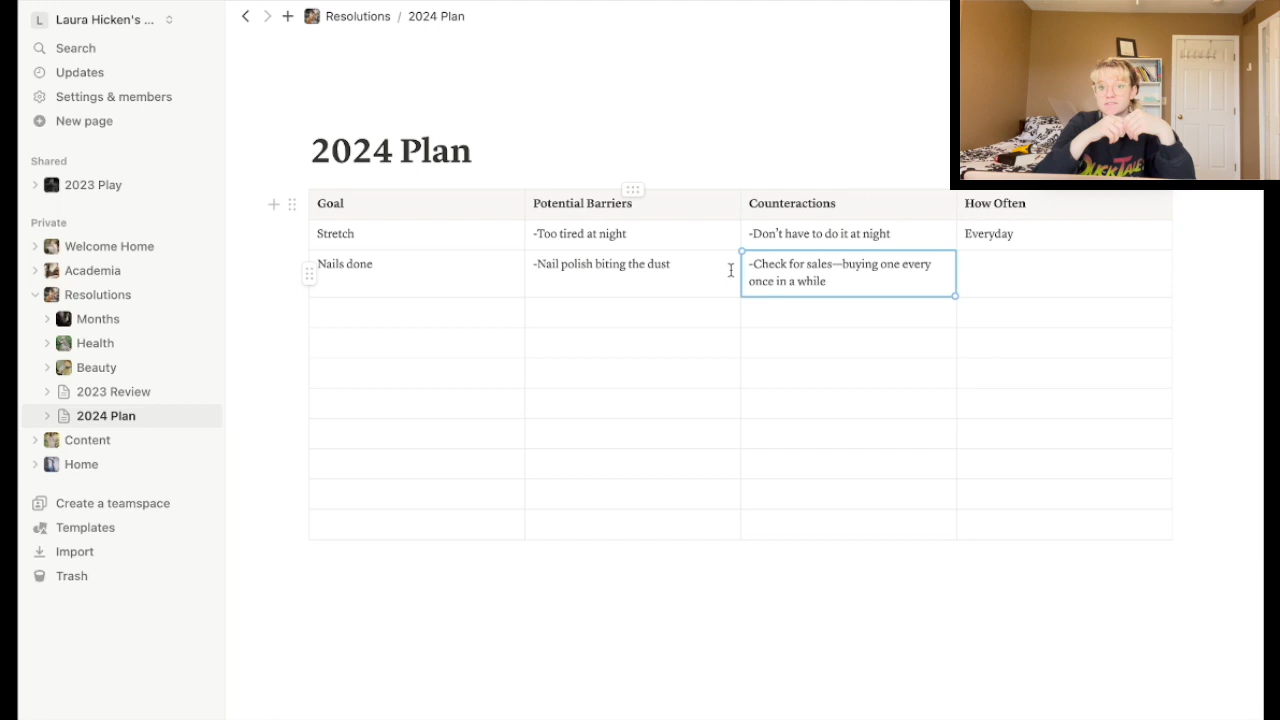 L Laura Hicken's ...
Search
Updates
Settings & members
New page
Shared
2023 Play
Private
Welcome Home
Academia
Resolutions
Months
Health
Beauty
2023 Review
2024 Plan
Content
Home
Create a teamspace
Templates
Import
Trash
Resolutions / 2024 Plan
2024 Plan
Goal Potential Barriers Counteractions How Often
Stretch -Too tired at night -Don't have to do it at night Everyday
Nails done -Nail polish biting the dust -Check for sales—buying one every
once in a while
DUCKTALES